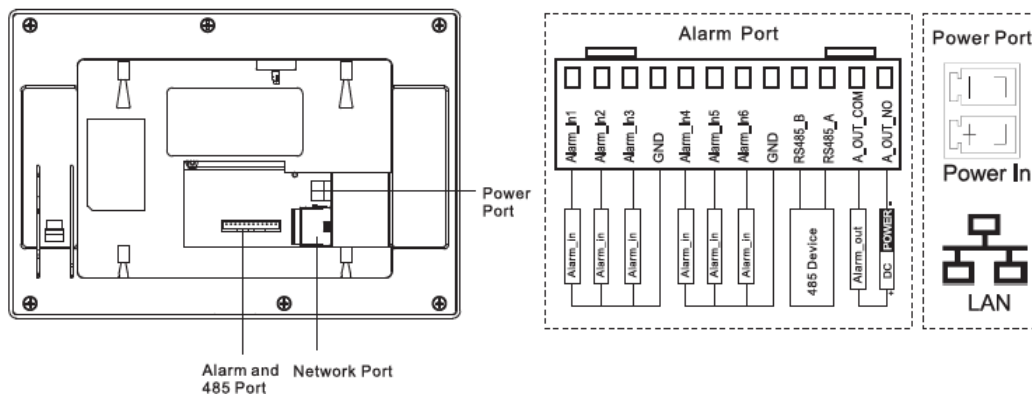 Power
Port
Alarm and
485 Port
Network Port
Alarm Port
Alarm_In1
Alarm_In2
Alarm_In3
GND
Alarm_In4
Alarm_In5
Alarm_In6
GND
RS485_B
RS485_A
A_OUT_COM
A_OUT_NO
Alarm_in
Alarm_in
Alarm_in
Alarm_in
Alarm_in
Alarm_in
485 Device
Alarm_out
+ DC POWER -
Power Port
-
+
Power In
LAN